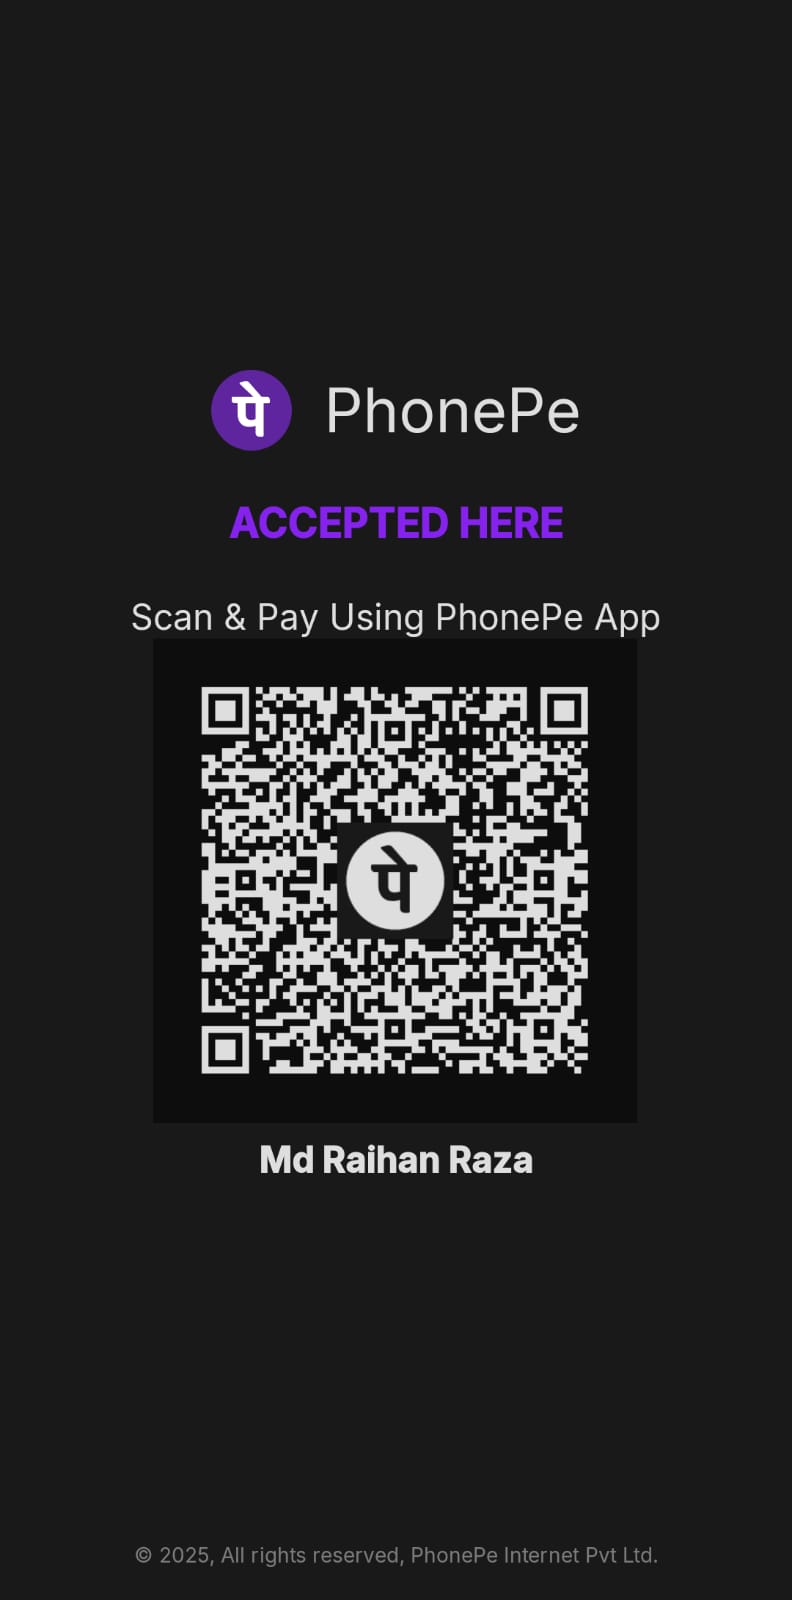 पे PhonePe
ACCEPTED HERE
Scan & Pay Using PhonePe App
पे
Md Raihan Raza
© 2025, All rights reserved, PhonePe Internet Pvt Ltd.